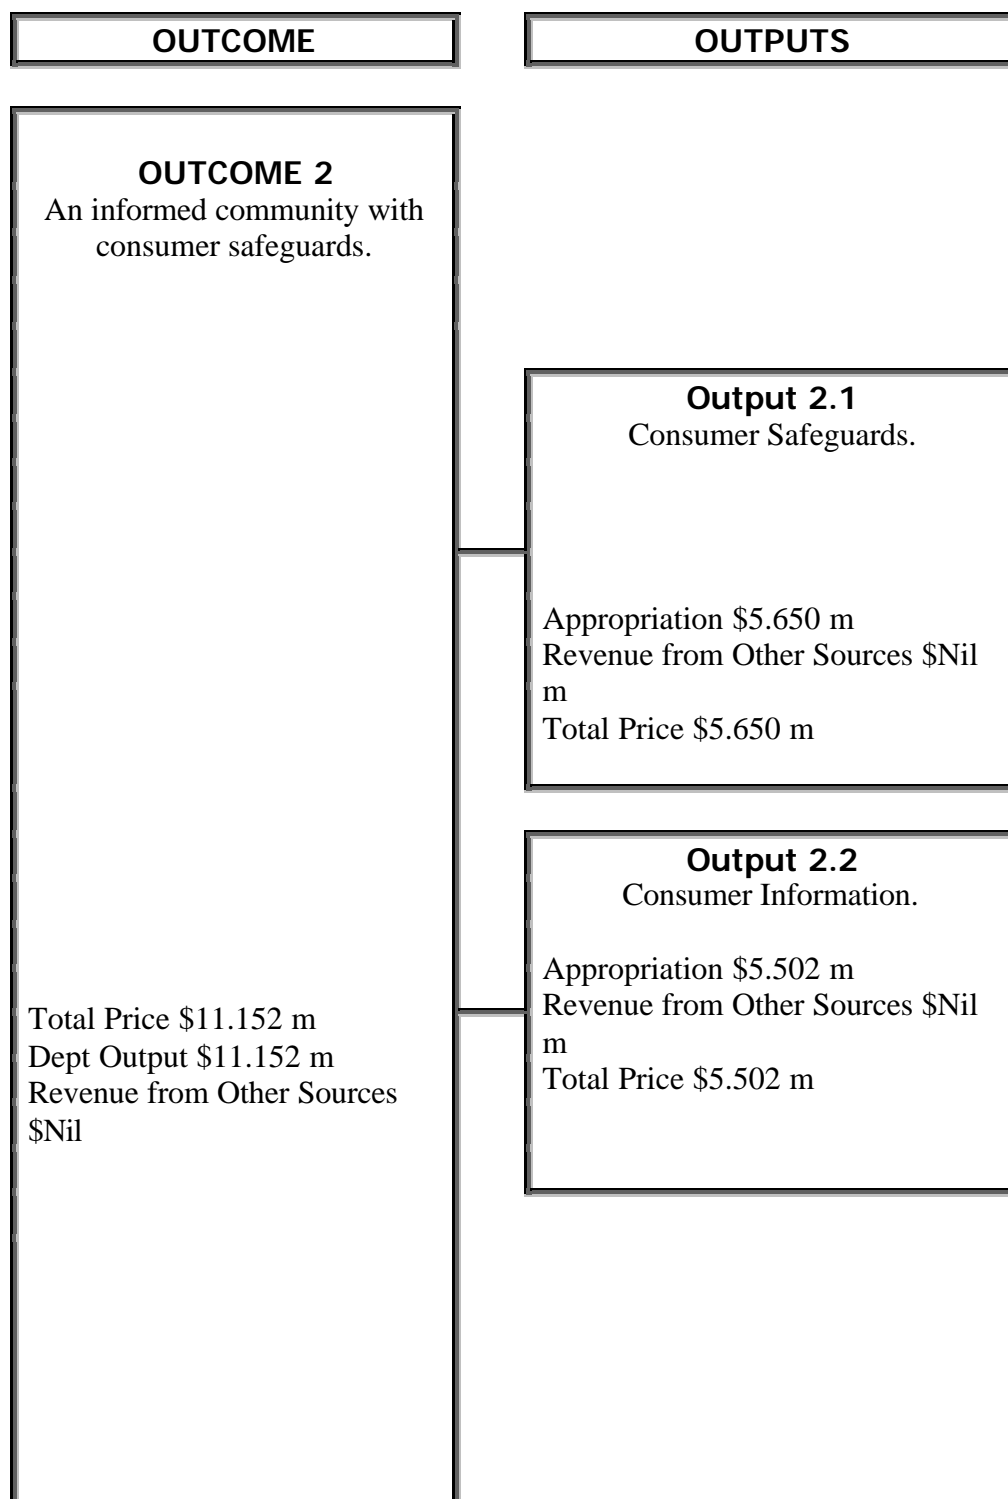 OUTCOME
OUTPUTS
OUTCOME 2
An informed community with
consumer safeguards.
Total Price $11.152 m
Dept Output $11.152 m
Revenue from Other Sources
$Nil
Output 2.1
Consumer Safeguards.
Appropriation $5.650 m
Revenue from Other Sources $Nil
m
Total Price $5.650 m
Output 2.2
Consumer Information.
Appropriation $5.502 m
Revenue from Other Sources $Nil
m
Total Price $5.502 m